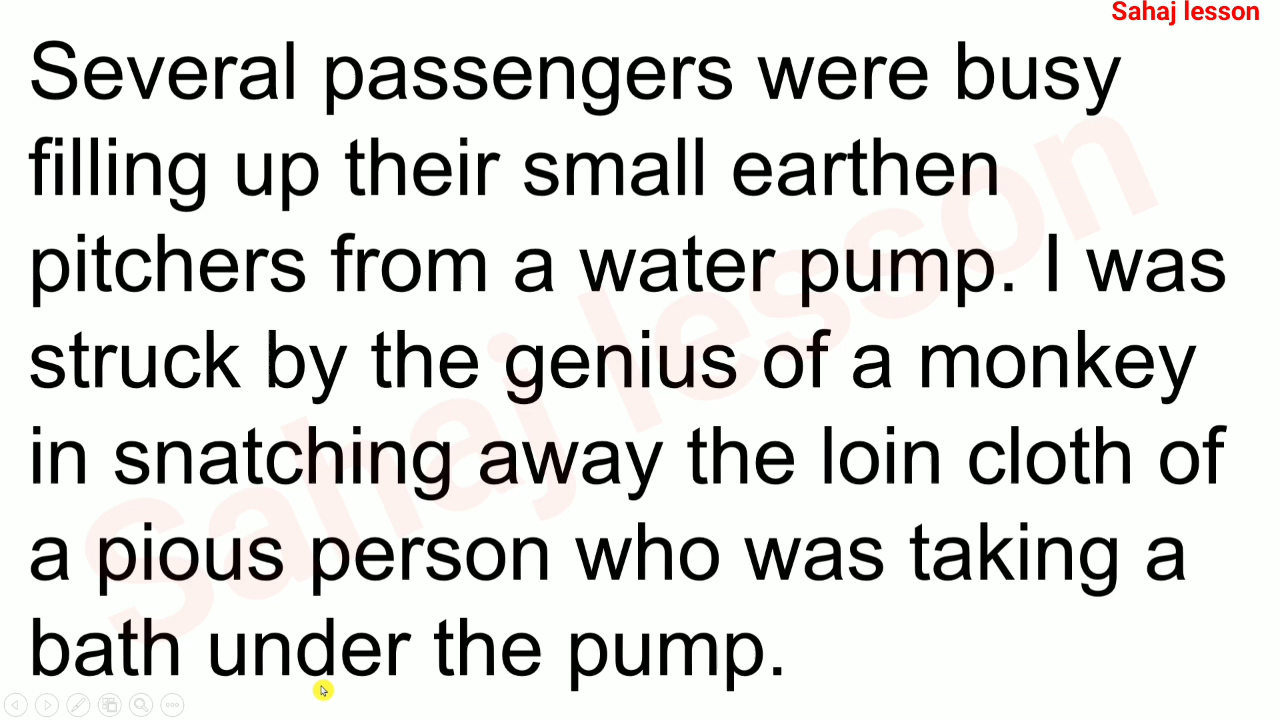 Sahaj lesson
Several passengers were busy
filling up their small earthen
pitchers from a water pump. I was
struck by the genius of a monkey
in snatching away the loin cloth of
a pious person who was taking a
bath under the pump.
Sahaj lesson